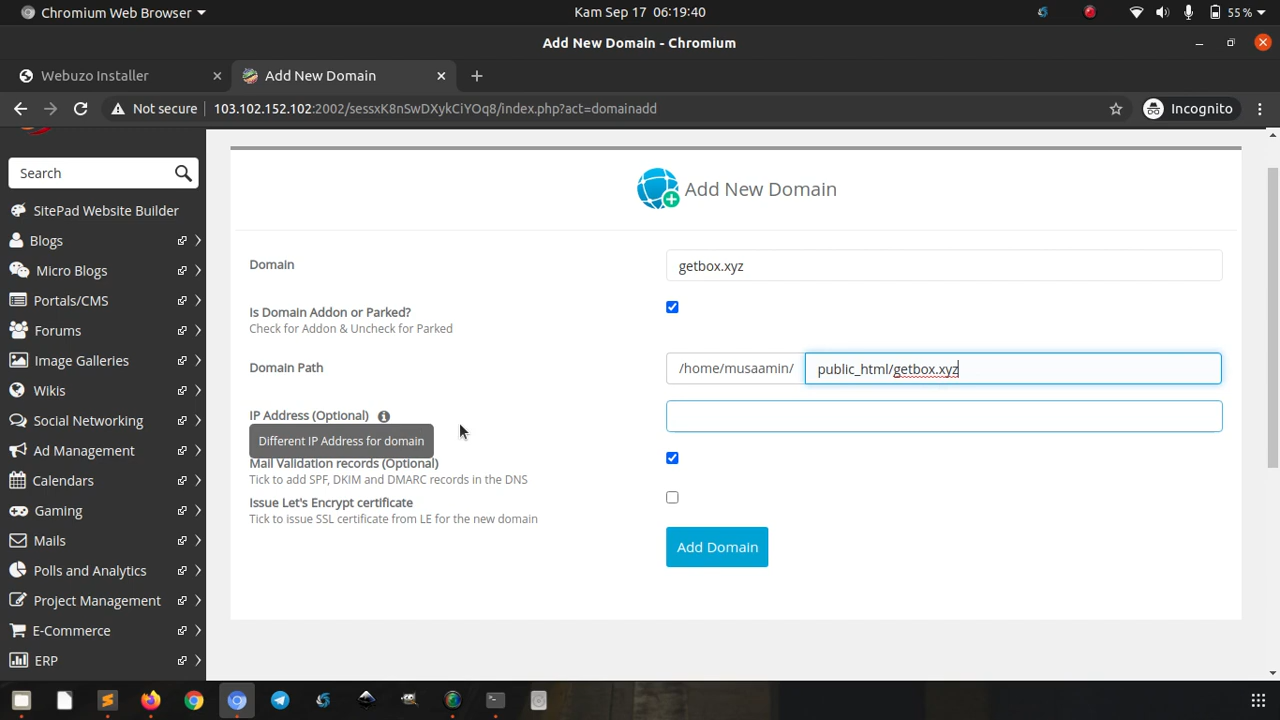 Chromium Web Browser
Kam Sep 17 06:19:40
55 %
Add New Domain - Chromium
Webuzo Installer
Add New Domain
Not secure
103.102.152.102:2002/sessxK8nSwDXykCiYOq8/index.php?act=domainadd
Incognito
Search
SitePad Website Builder
Blogs
Micro Blogs
Portals/CMS
Forums
Image Galleries
Wikis
Social Networking
Ad Management
Calendars
Gaming
Mails
Polls and Analytics
Project Management
E-Commerce
ERP
Add New Domain
Domain
getbox.xyz
Is Domain Addon or Parked?
Check for Addon & Uncheck for Parked
Domain Path
/home/musaamin/
public_html/getbox.xyz
IP Address (Optional)
Different IP Address for domain
Mail Validation records (Optional)
Tick to add SPF, DKIM and DMARC records in the DNS
Issue Let's Encrypt certificate
Tick to issue SSL certificate from LE for the new domain
Add Domain